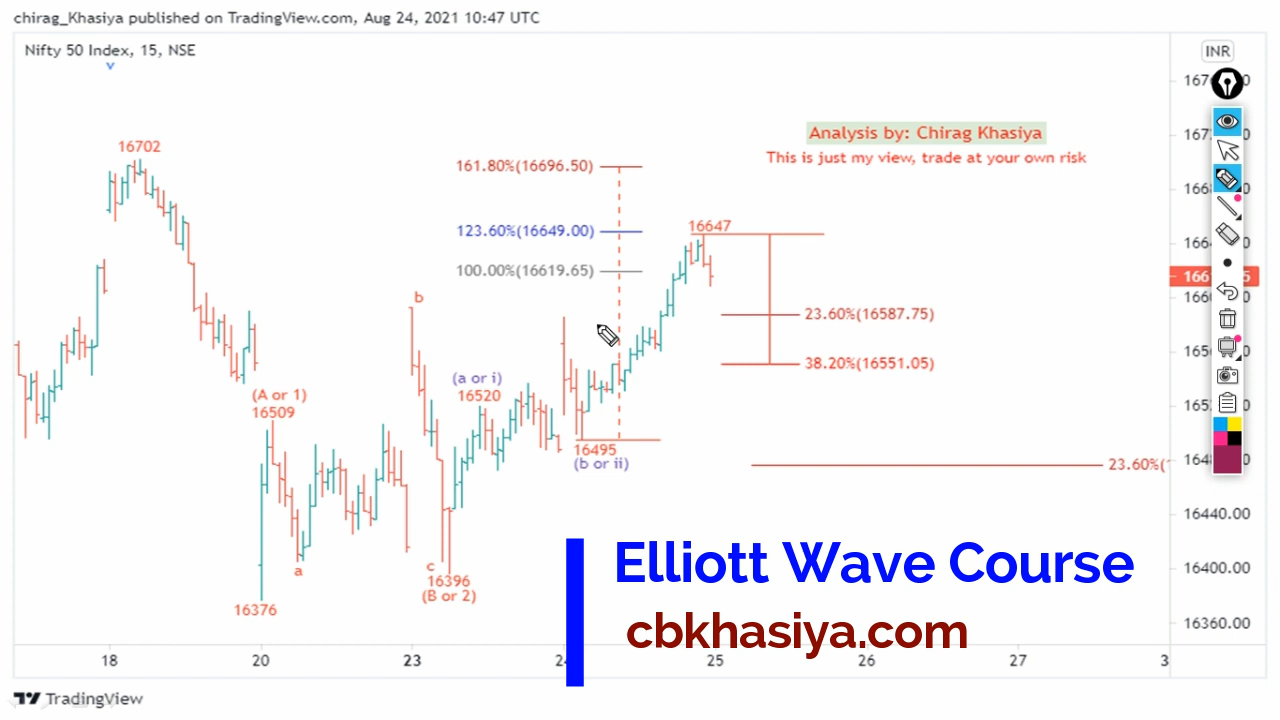 chirag_Khasiya published on TradingView.com, Aug 24, 2021 10:47 UTC
Nifty 50 Index, 15, NSE
v
INR
16702
161.80%(16696.50)
Analysis by: Chirag Khasiya
This is just my view, trade at your own risk
123.60%(16649.00)
16647
100.00%(16619.65)
b
23.60%(16587.75)
38.20%(16551.05)
(a or i)
16520
(A or 1)
16509
16495
(b or ii)
23.60%(
16440.00
a
c
16396
(B or 2)
16376
16400.00
16360.00
Elliott Wave Course
cbkhasiya.com
18
20
23
25
26
27
TradingView